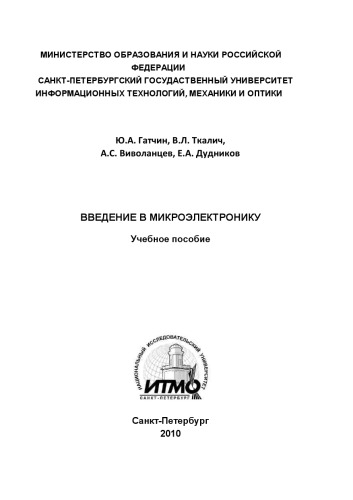 МИНИСТЕРСТВО ОБРАЗОВАНИЯ И НАУКИ РОССИЙСКОЙ
ФЕДЕРАЦИИ
САНКТ-ПЕТЕРБУРГСКИЙ ГОСУДАСТВЕННЫЙ УНИВЕРСИТЕТ
ИНФОРМАЦИОННЫХ ТЕХНОЛОГИЙ, МЕХАНИКИ И ОПТИКИ
Ю.А. Гатчин, В.Л. Ткалич,
А.С. Виволанцев, Е.А. Дудников
ВВЕДЕНИЕ В МИКРОЭЛЕКТРОНИКУ
Учебное пособие
НАЦИОНАЛЬНЫЙ ИССЛЕДОВАТЕЛЬСКИЙ УНИВЕРСИТЕТ
ИТМО
САНКТ-ПЕТЕРБУРГ
Санкт-Петербург
2010